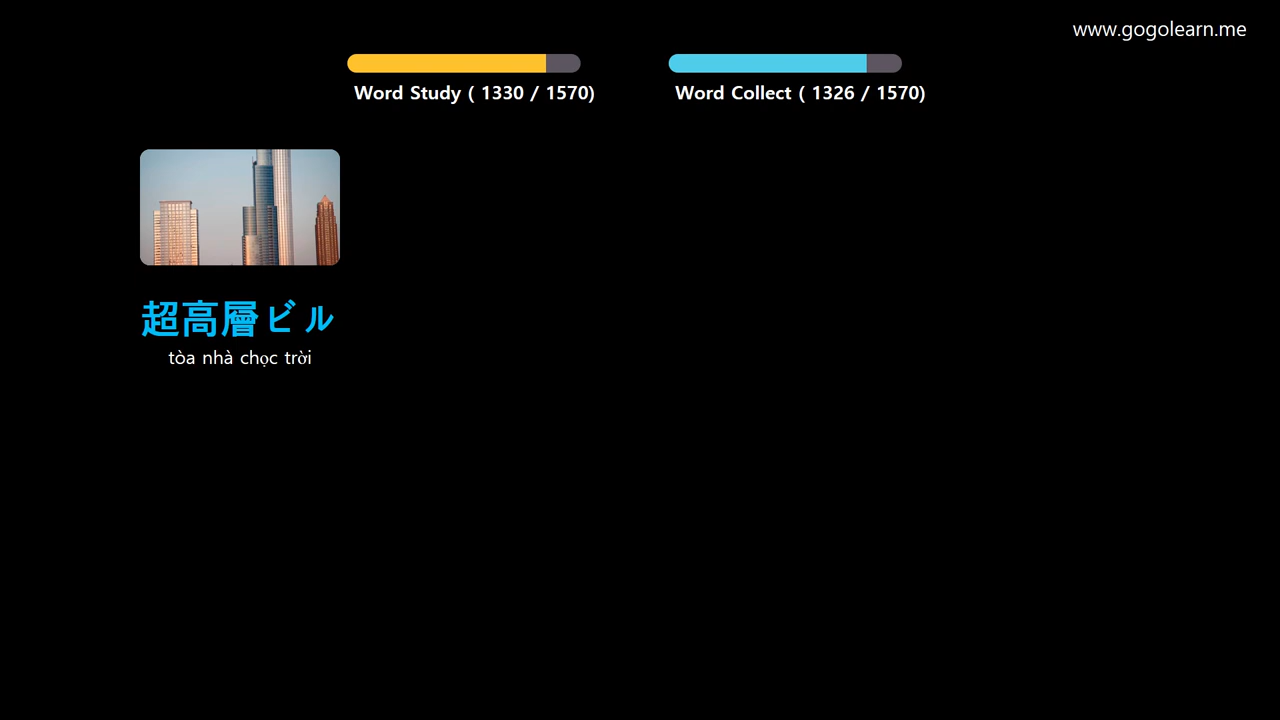 www.gogolearn.me
Word Study ( 1330 / 1570)
Word Collect ( 1326 / 1570)
超高層ビル
tòa nhà chọc trời